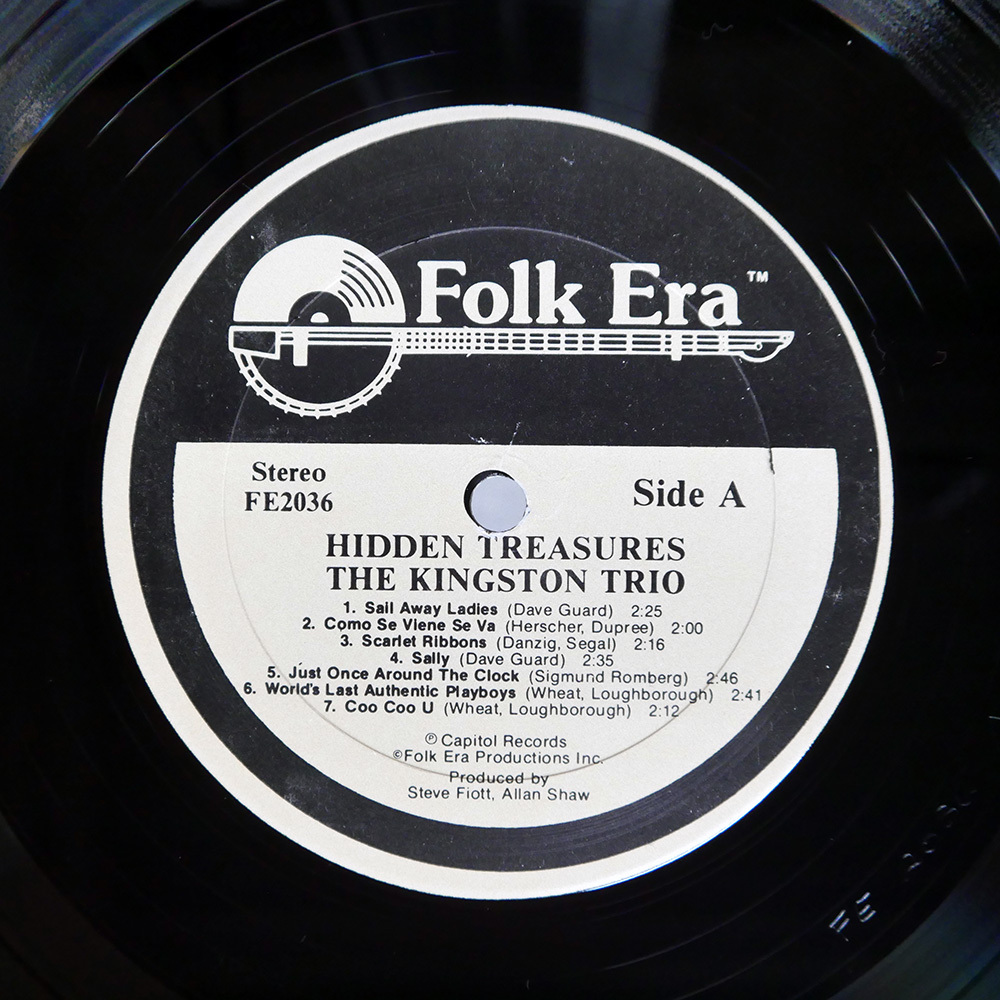 Folk Era™
Stereo
FE2036
Side A
HIDDEN TREASURES
THE KINGSTON TRIO
1. Sail Away Ladies (Dave Guard) 2:25
2. Como Se Viene Se Va (Herscher, Dupree) 2:00
3. Scarlet Ribbons (Danzig, Segal) 2:16
4. Sally (Dave Guard) 2:35
5. Just Once Around The Clock (Sigmund Romberg) 2:46
6. World's Last Authentic Playboys (Wheat, Loughborough) 2:41
7. Coo Coo U (Wheat, Loughborough) 2:12
℗ Capitol Records
©Folk Era Productions Inc.
Produced by
Steve Fiott, Allan Shaw
FE